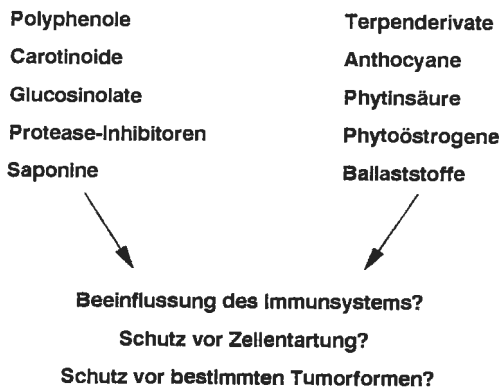 Polyphenole
Carotinoide
Glucosinolate
Protease-Inhibitoren
Saponine
Terpenderivate
Anthocyane
Phytinsäure
Phytoöstrogene
Ballaststoffe
Beeinflussung des Immunsystems?
Schutz vor Zellentartung?
Schutz vor bestimmten Tumorformen?